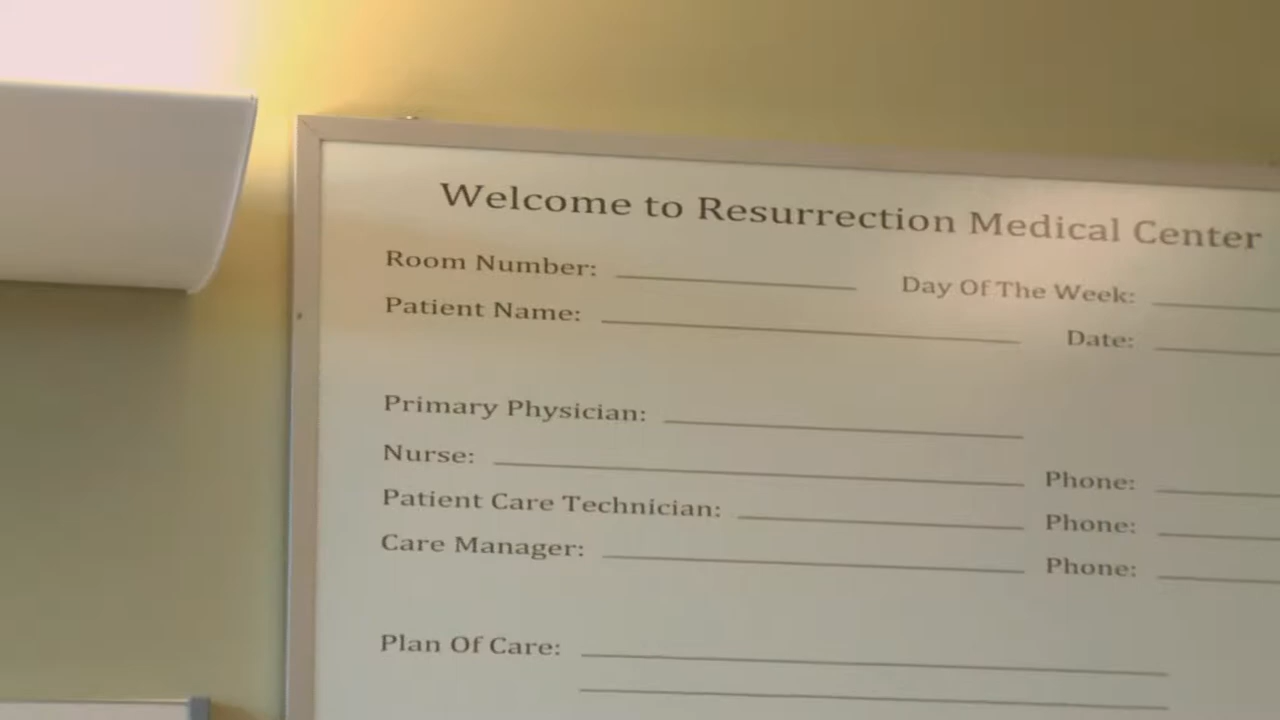 Welcome to Resurrection Medical Center
Room Number: Day Of The Week:
Patient Name: Date:
Primary Physician:
Nurse: Phone:
Patient Care Technician: Phone:
Care Manager: Phone:
Plan Of Care: